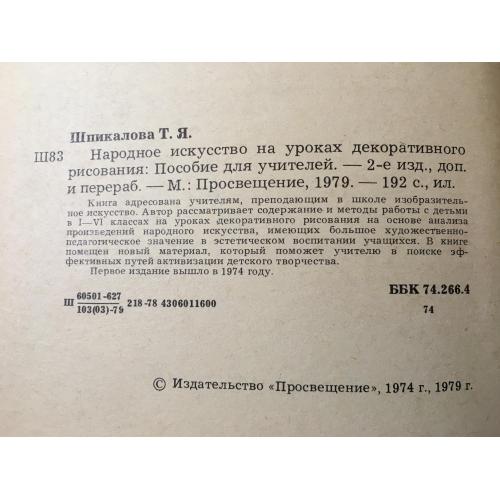 Шпикалова Т. Я.
Ш83 Народное искусство на уроках декоративного
рисования: Пособие для учителей. — 2-е изд., доп.
и перераб. — М.: Просвещение, 1979. — 192 с., ил.
Книга адресована учителям, преподающим в школе изобразитель-
ное искусство. Автор рассматривает содержание и методы работы с детьми
в I—VI классах на уроках декоративного рисования на основе анализа
произведений народного искусства, имеющих большое художественно-
педагогическое значение в эстетическом воспитании учащихся. В книге
помещен новый материал, который поможет учителю в поиске эф-
фективных путей активизации детского творчества.
Первое издание вышло в 1974 году.
Ш 60501-627 218-78 4306011600
103(03)-79
ББК 74.266.4
74
© Издательство «Просвещение», 1974 г., 1979 г.